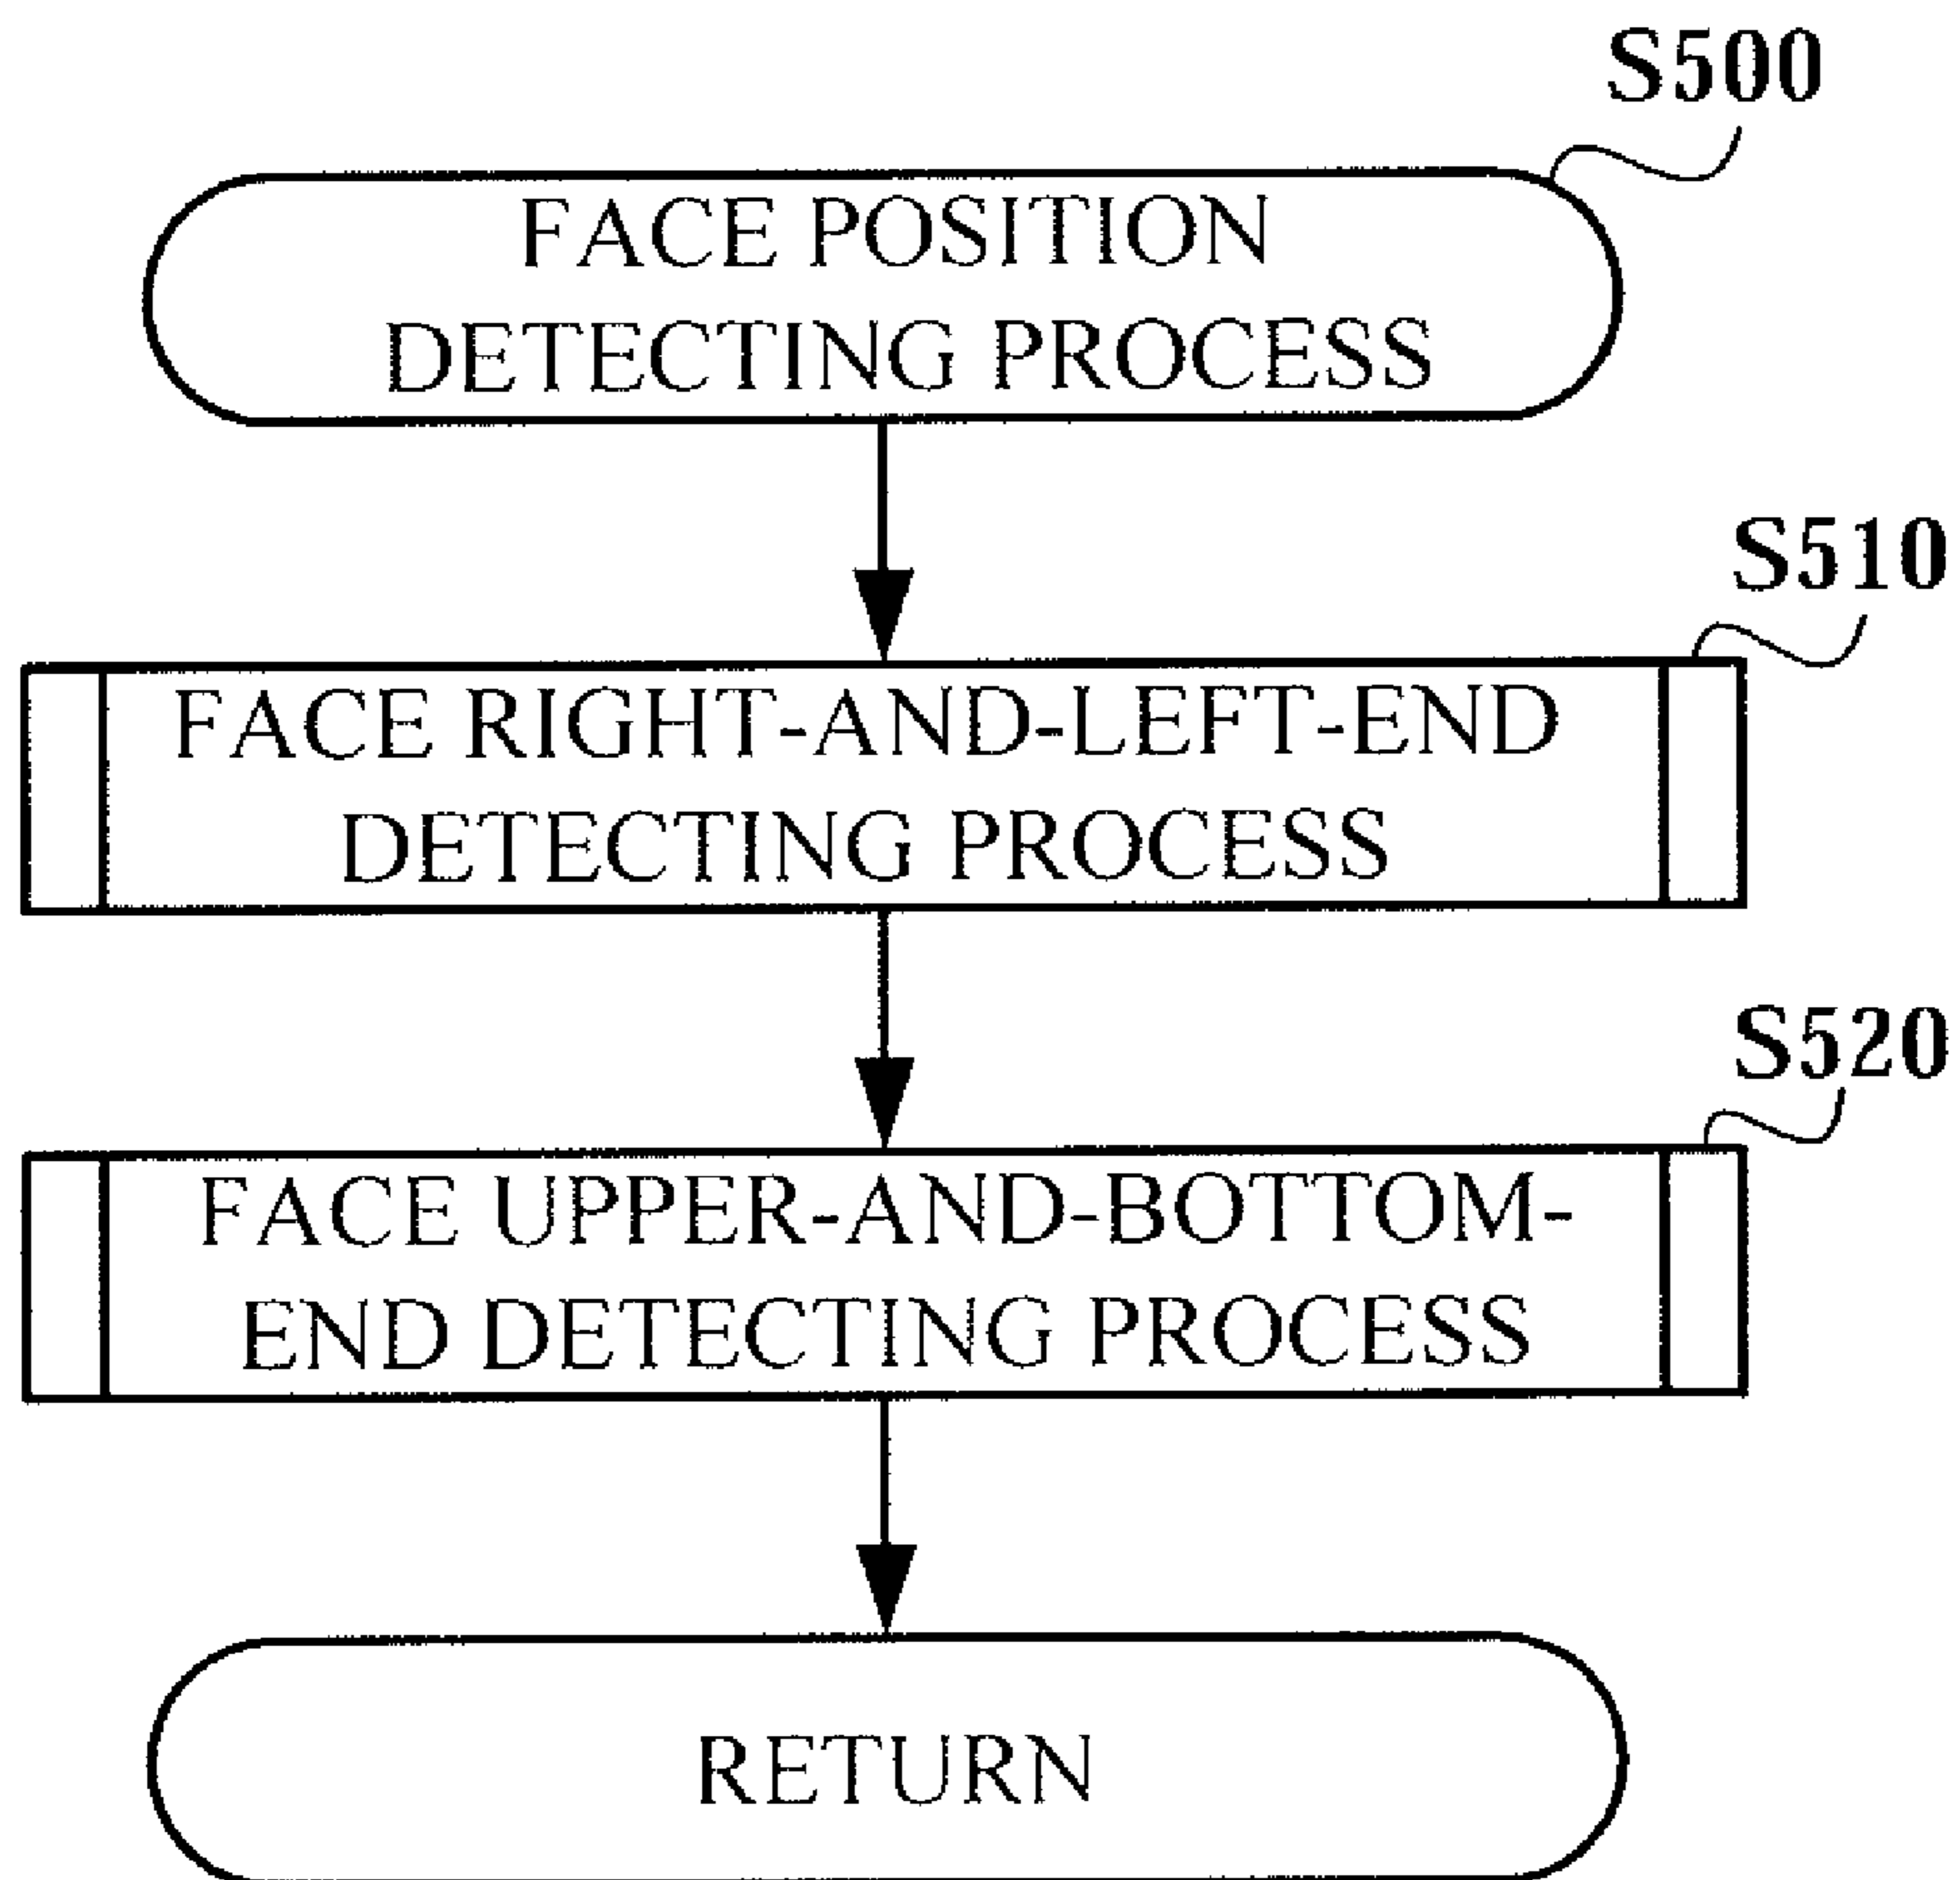 S500
FACE POSITION
DETECTING PROCESS
S510
FACE RIGHT-AND-LEFT-END
DETECTING PROCESS
S520
FACE UPPER-AND-BOTTOM-
END DETECTING PROCESS
RETURN